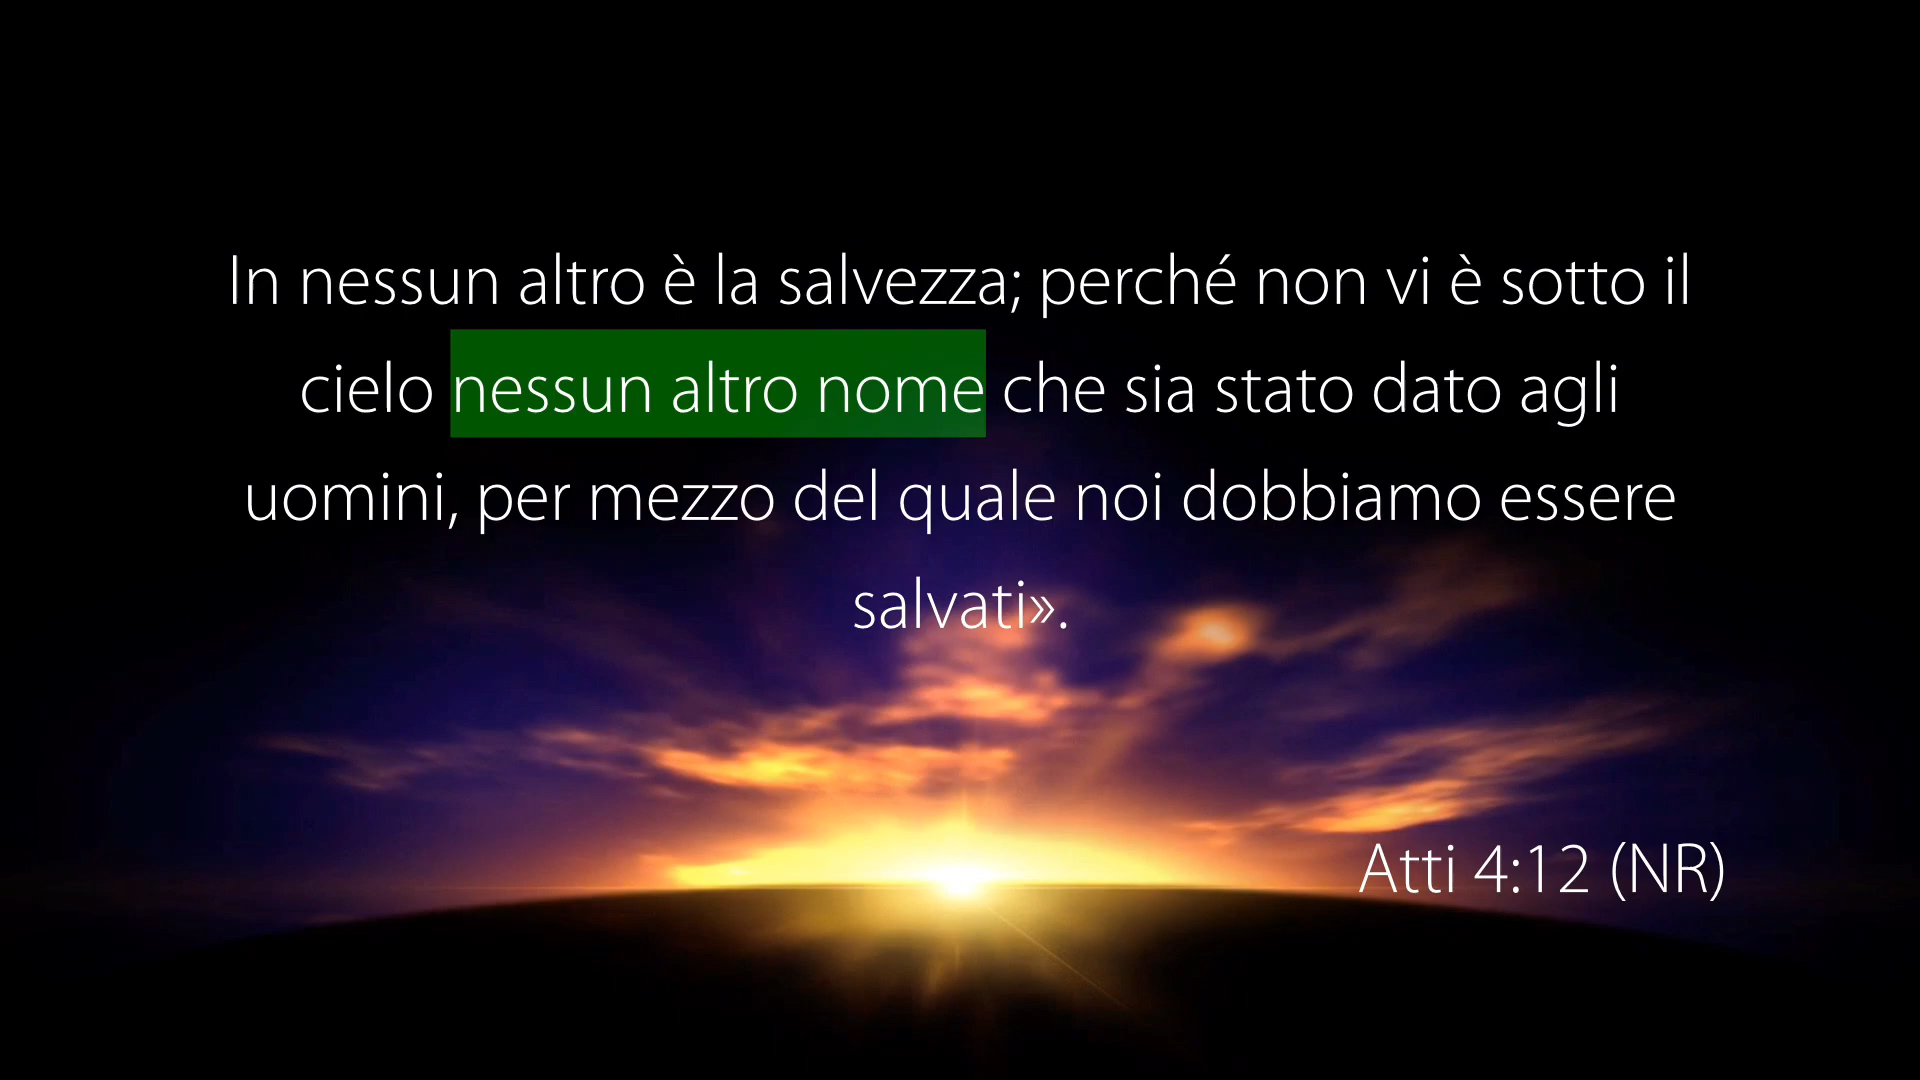 In nessun altro è la salvezza; perché non vi è sotto il
cielo nessun altro nome che sia stato dato agli
uomini, per mezzo del quale noi dobbiamo essere
salvati».
Atti 4:12 (NR)